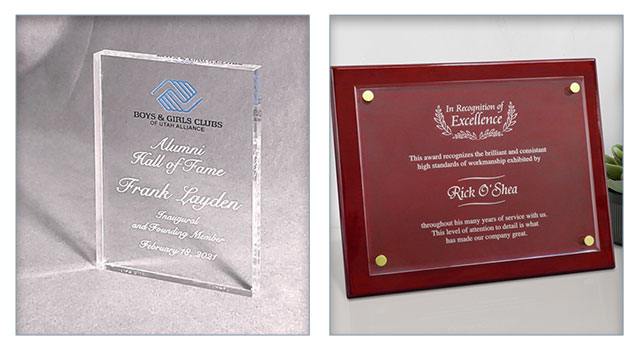 BOYS & GIRLS CLUBS
OF UTAH ALLIANCE
Alumni
Hall of Fame
Frank Layden
Inaugural
and Founding Member
February 18, 2021
In Recognition of
Excellence
This award recognizes the brilliant and consistant
high standards of workmanship exhibited by
Rick O'Shea
throughout his many years of service with us.
This level of attention to detail is what
has made our company great.